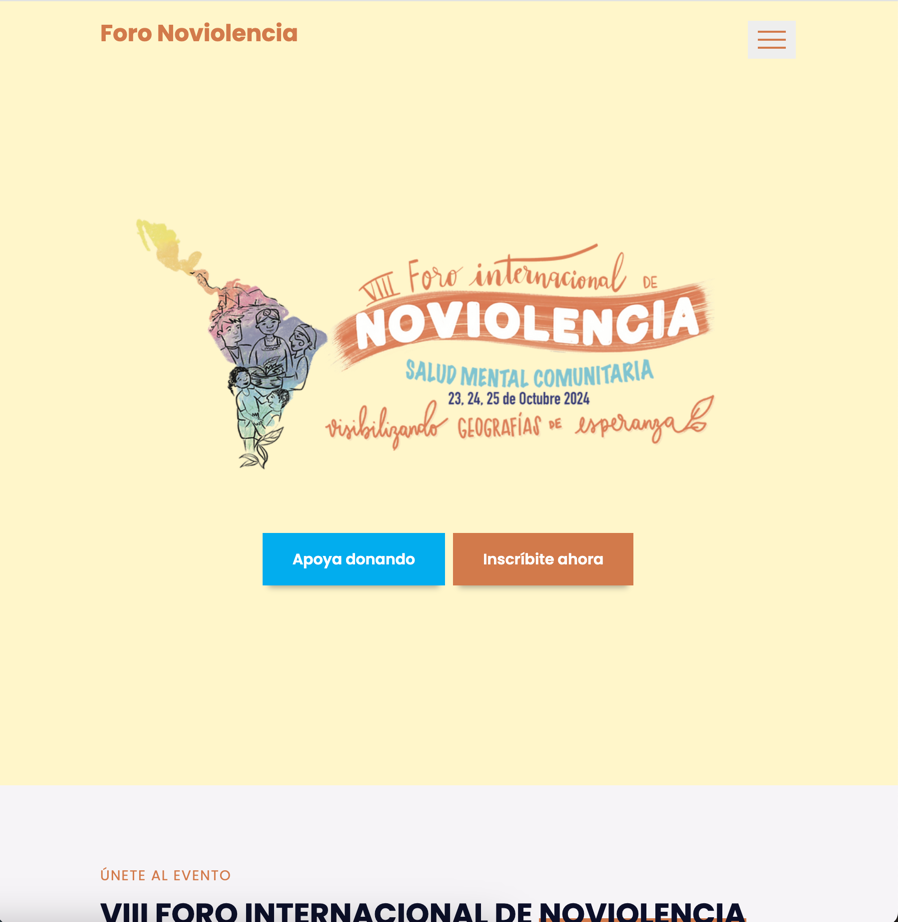 Foro Noviolencia
VIII Foro internacional DE
NOVIOLENCIA
SALUD MENTAL COMUNITARIA
23, 24, 25 de Octubre 2024
visibilizando GEOGRAFÍAS DE esperanza
Apoya donando
Inscríbite ahora
ÚNETE AL EVENTO
VIII FORO INTERNACIONAL DE NOVIOLENCIA